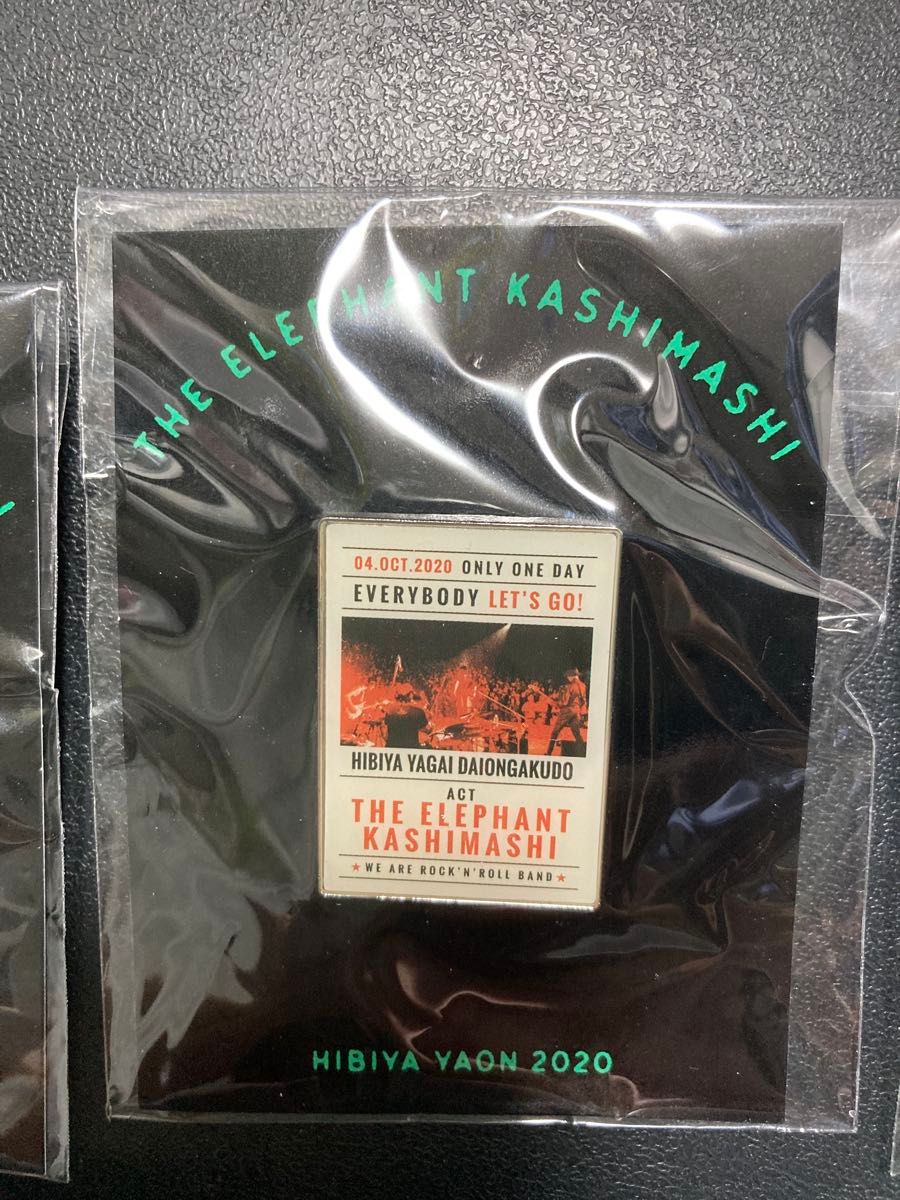 THE ELEPHANT KASHIMASHI
04.OCT.2020 ONLY ONE DAY
EVERYBODY LET'S GO!
HIBIYA YAGAI DAIONGAKUDO
ACT
THE ELEPHANT
KASHIMASHI
★WE ARE ROCK'N'ROLL BAND★
HIBIYA YAON 2020